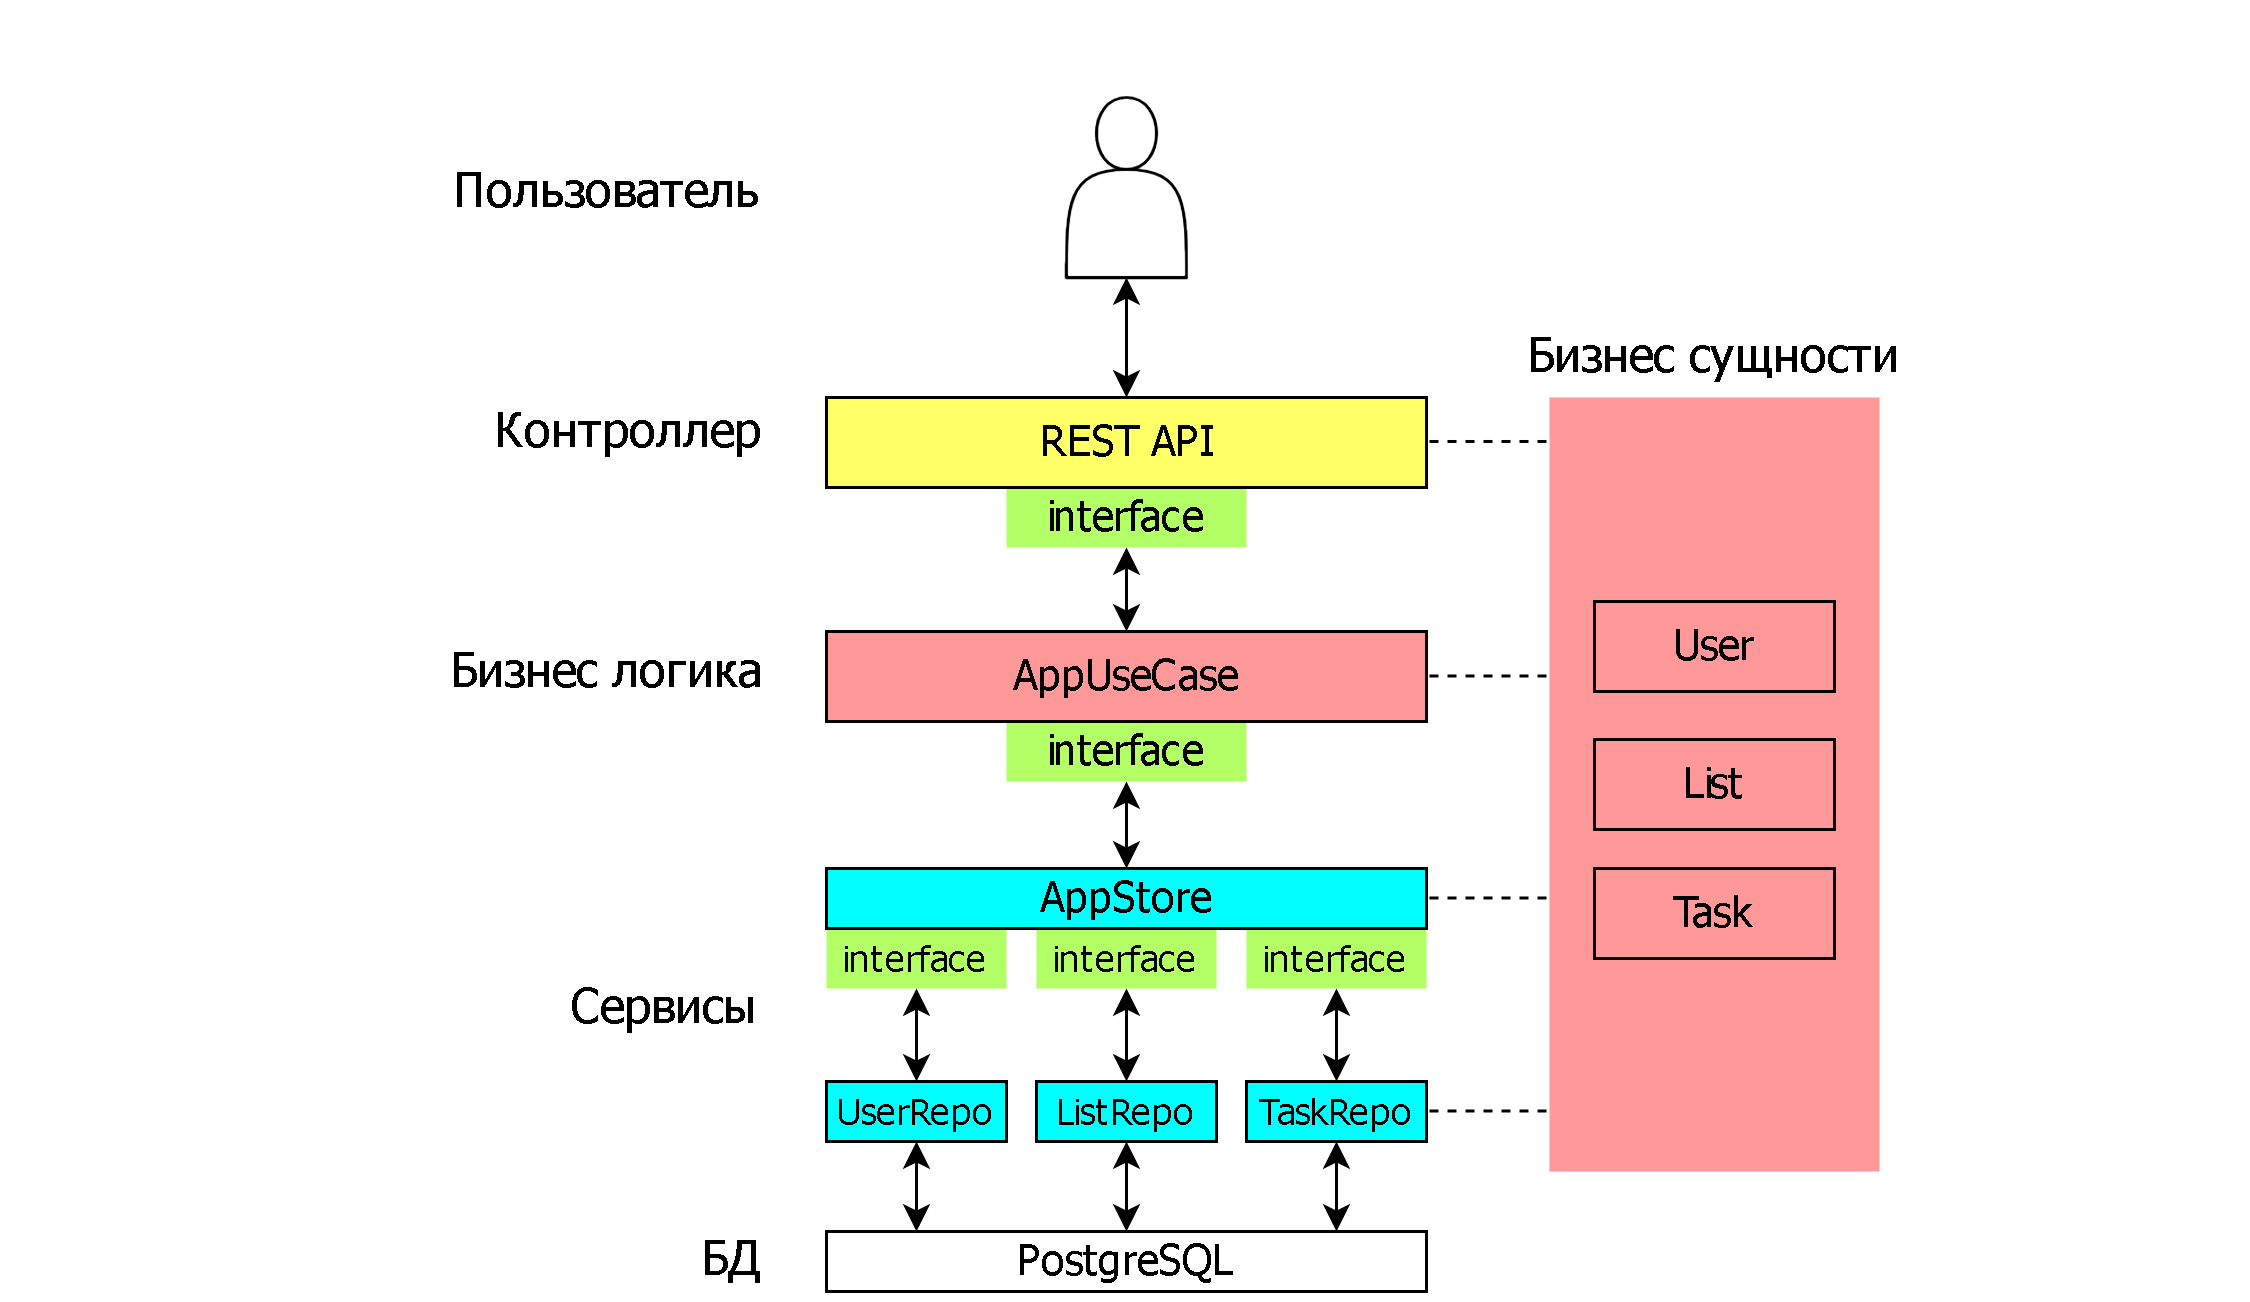 Пользователь
Бизнес сущности
Контроллер
REST API
interface
User
Бизнес логика
AppUseCase
interface
List
AppStore
Task
interface interface interface
Сервисы
UserRepo ListRepo TaskRepo
БД
PostgreSQL